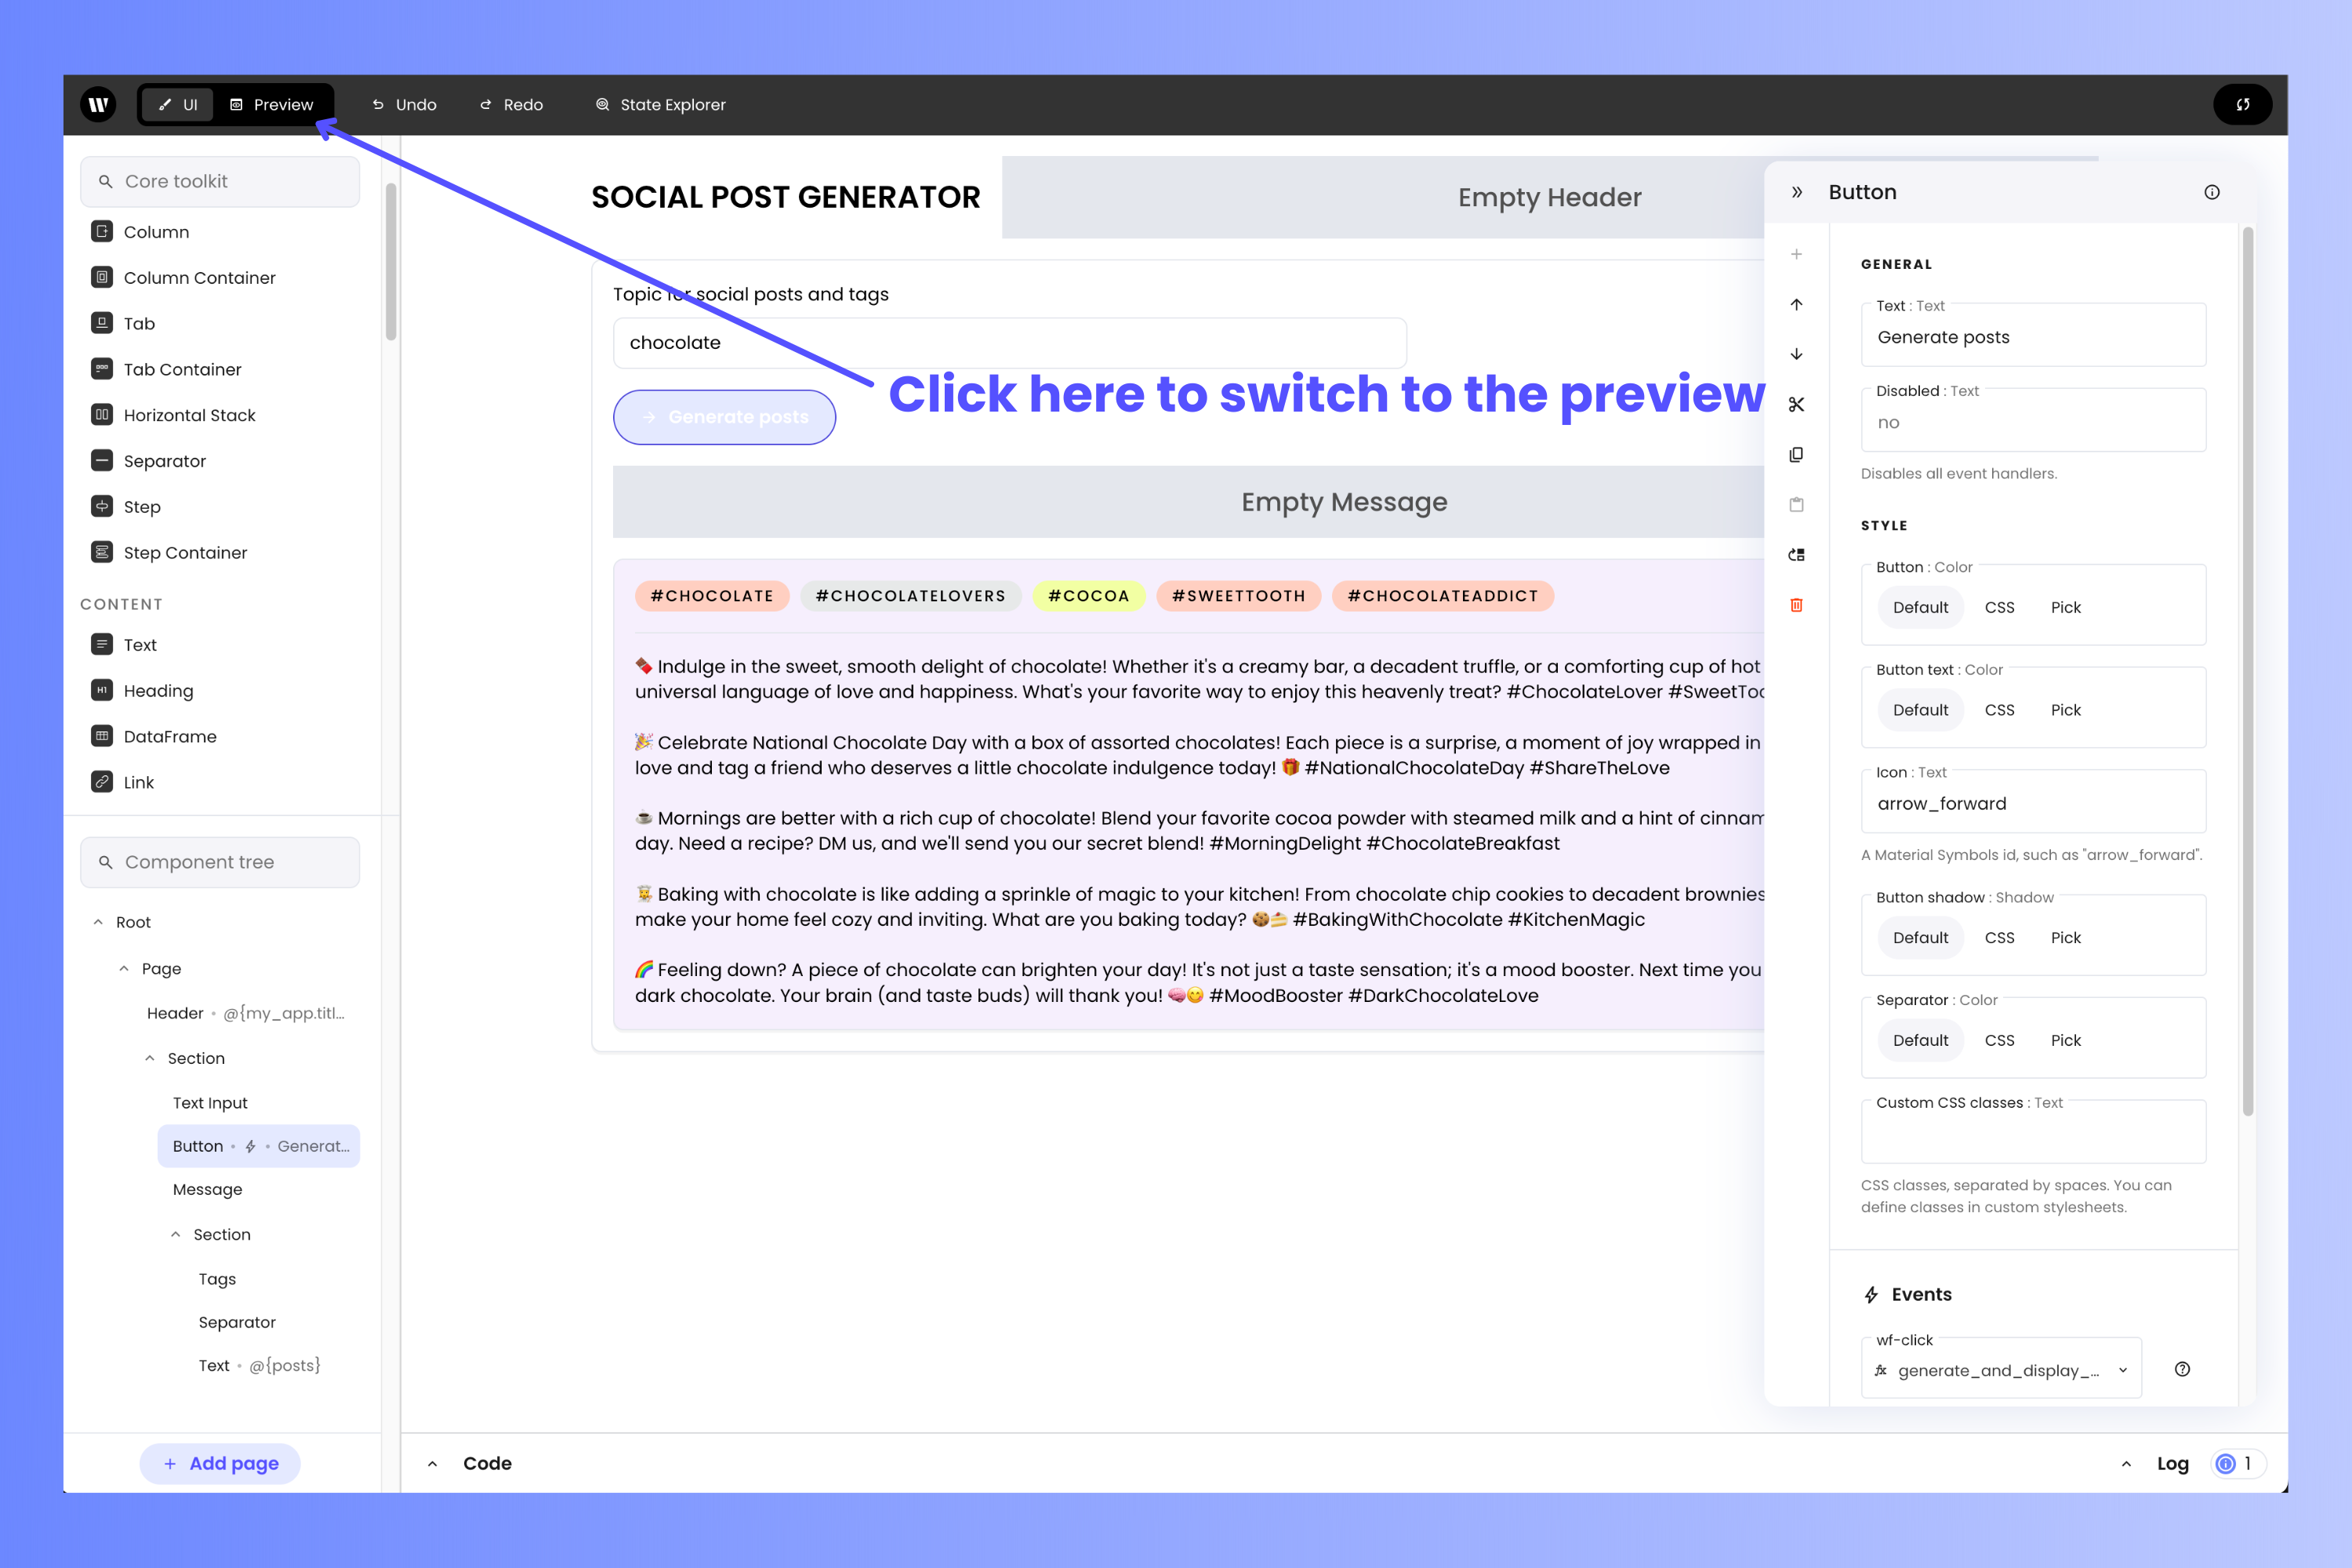 UI
Preview
Undo
Redo
State Explorer
Core toolkit
Column
Column Container
Tab
Tab Container
Horizontal Stack
Separator
Step
Step Container
CONTENT
Text
H1
Heading
DataFrame
Link
Component tree
Root
Page
Header • @{my_app.titl...
Section
Text Input
Button • • Generat...
Message
Section
Tags
Separator
Text • @{posts}
+ Add page
SOCIAL POST GENERATOR
Empty Header
Topic for social posts and tags
chocolate
Click here to switch to the preview
Generate posts
Empty Message
#CHOCOLATE #CHOCOLATELOVERS #COCOA #SWEETTOOTH #CHOCOLATEADDICT
🍫 Indulge in the sweet, smooth delight of chocolate! Whether it's a creamy bar, a decadent truffle, or a comforting cup of hot
universal language of love and happiness. What's your favorite way to enjoy this heavenly treat? #ChocolateLover #SweetToo
🎉 Celebrate National Chocolate Day with a box of assorted chocolates! Each piece is a surprise, a moment of joy wrapped in
love and tag a friend who deserves a little chocolate indulgence today! 🎁 #NationalChocolateDay #ShareTheLove
☕ Mornings are better with a rich cup of chocolate! Blend your favorite cocoa powder with steamed milk and a hint of cinnam
day. Need a recipe? DM us, and we'll send you our secret blend! #MorningDelight #ChocolateBreakfast
👩‍🍳 Baking with chocolate is like adding a sprinkle of magic to your kitchen! From chocolate chip cookies to decadent brownies
make your home feel cozy and inviting. What are you baking today? 🍪🍰 #BakingWithChocolate #KitchenMagic
🌈 Feeling down? A piece of chocolate can brighten your day! It's not just a taste sensation; it's a mood booster. Next time you
dark chocolate. Your brain (and taste buds) will thank you! 🧠😋 #MoodBooster #DarkChocolateLove
Button
GENERAL
Text : Text
Generate posts
Disabled : Text
no
Disables all event handlers.
STYLE
Button : Color
Default CSS Pick
Button text : Color
Default CSS Pick
Icon : Text
arrow_forward
A Material Symbols id, such as "arrow_forward".
Button shadow : Shadow
Default CSS Pick
Separator : Color
Default CSS Pick
Custom CSS classes : Text
CSS classes, separated by spaces. You can
define classes in custom stylesheets.
Events
wf-click
fx generate_and_display_...
Code
Log 1